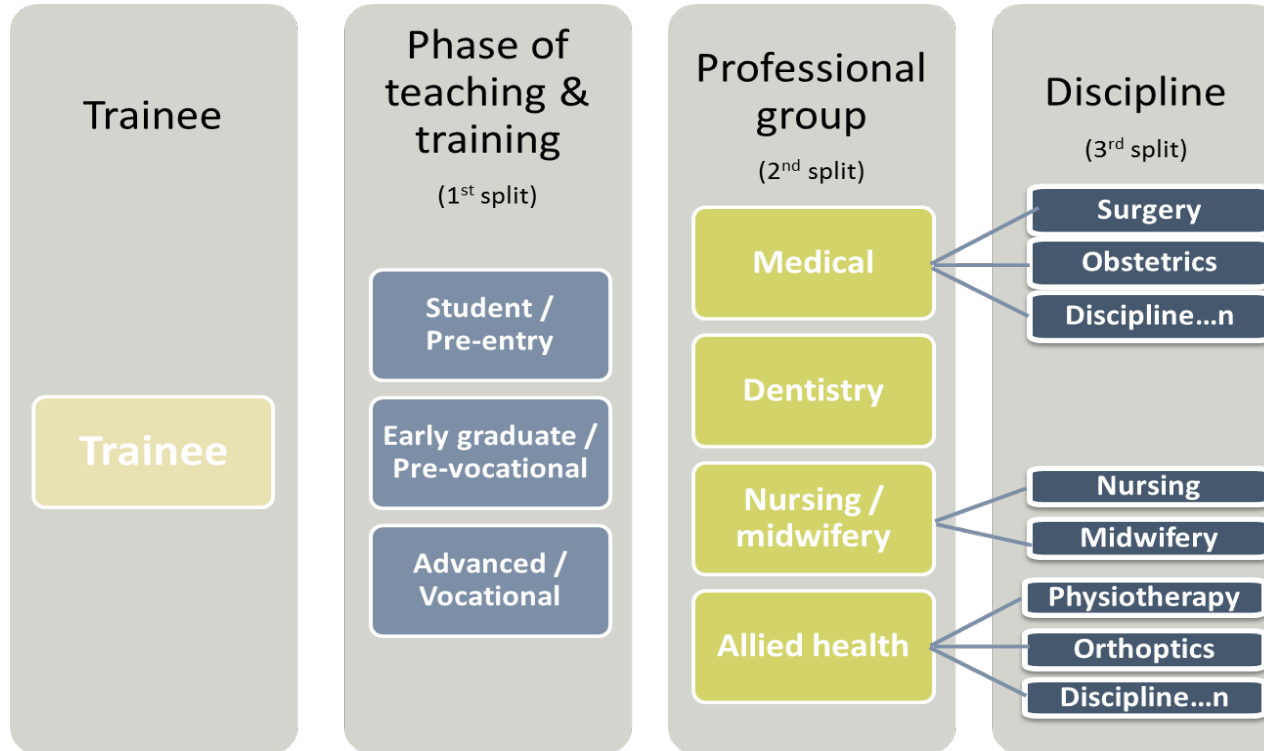 Trainee
Trainee
Phase of
teaching &
training
(1st split)
Student /
Pre-entry
Early graduate /
Pre-vocational
Advanced /
Vocational
Professional
group
(2nd split)
Medical
Dentistry
Nursing /
midwifery
Allied health
Discipline
(3rd split)
Surgery
Obstetrics
Discipline...n
Nursing
Midwifery
Physiotherapy
Orthoptics
Discipline...n